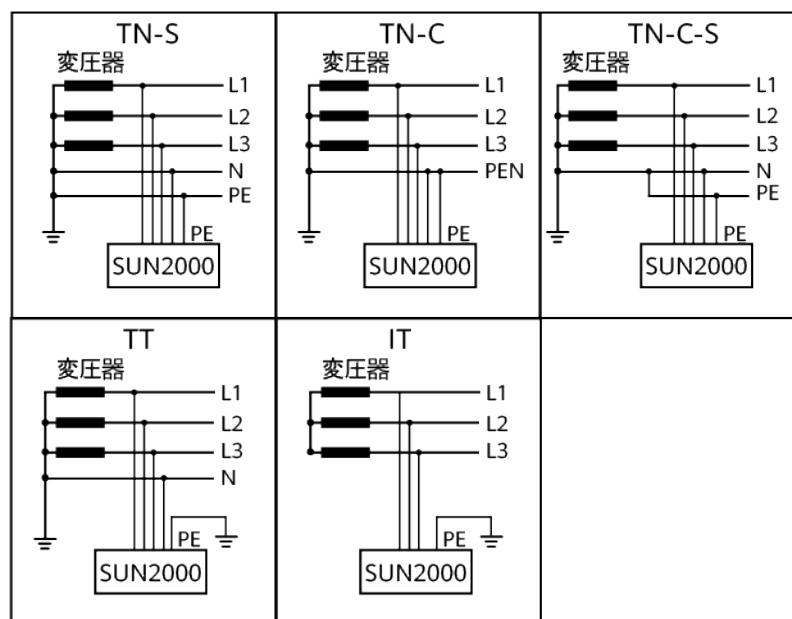 TN-S
変圧器
L1
L2
L3
N
PE
PE
SUN2000
TN-C
変圧器
L1
L2
L3
PEN
PE
SUN2000
TN-C-S
変圧器
L1
L2
L3
N
PE
PE
SUN2000
TT
変圧器
L1
L2
L3
N
PE
SUN2000
IT
変圧器
L1
L2
L3
PE
SUN2000